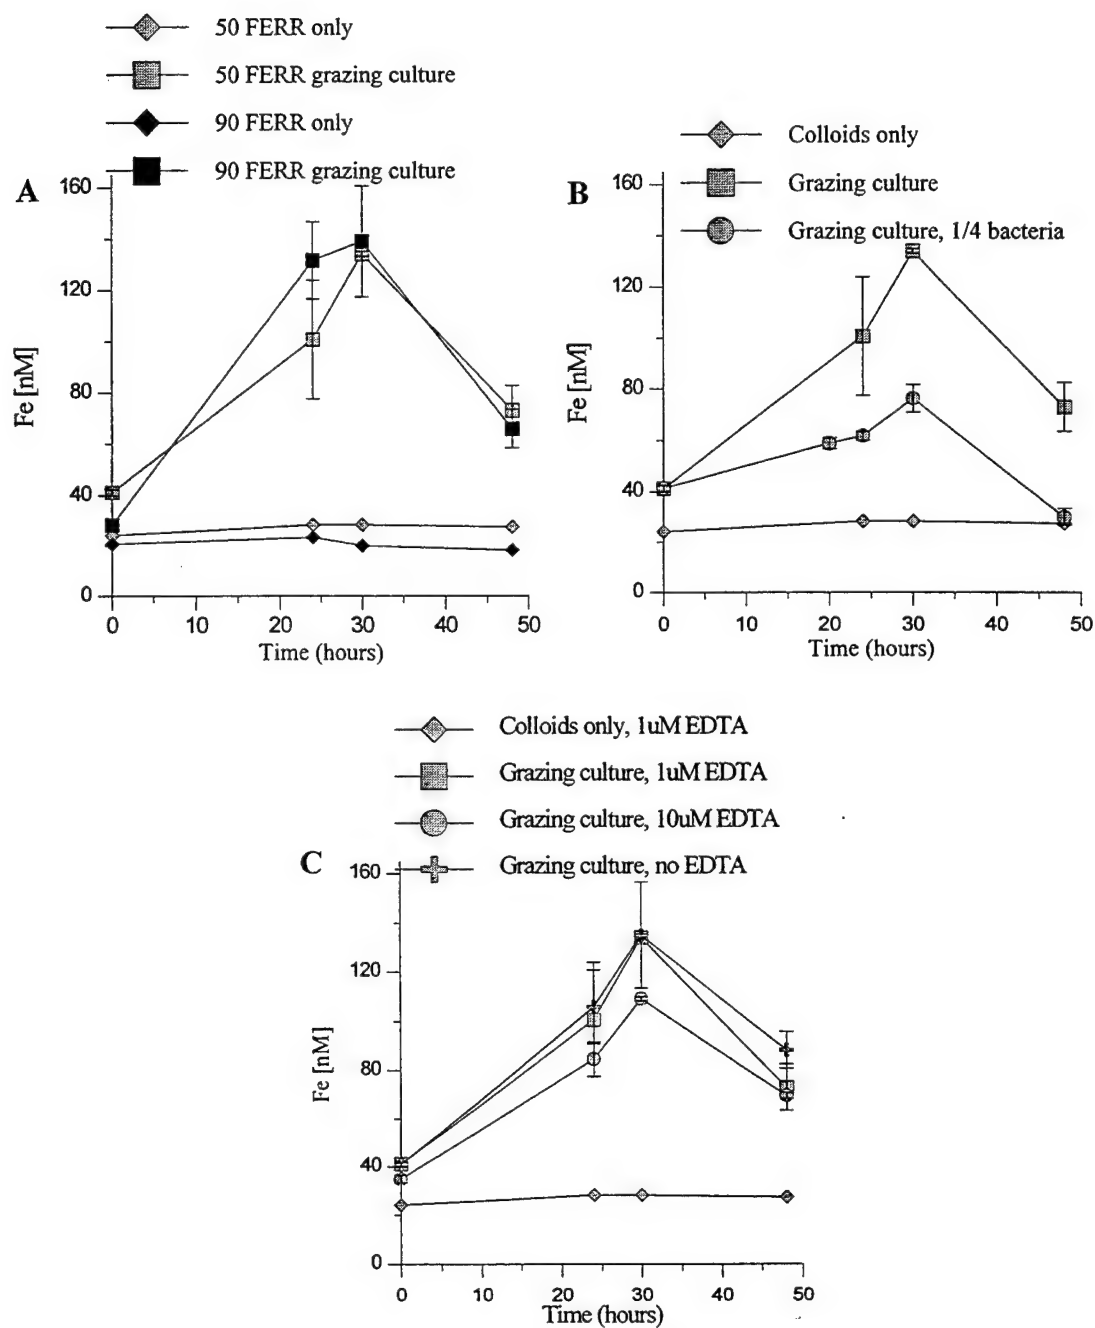 50 FERR only
50 FERR grazing culture
90 FERR only
90 FERR grazing culture
A
160
120
80
40
0
Fe [nM]
0 10 20 30 40 50
Time (hours)
Colloids only
Grazing culture
Grazing culture, 1/4 bacteria
B
160
120
80
40
0
Fe [nM]
0 10 20 30 40 50
Time (hours)
Colloids only, 1uM EDTA
Grazing culture, 1uM EDTA
Grazing culture, 10uM EDTA
Grazing culture, no EDTA
C
160
120
80
40
0
Fe [nM]
0 10 20 30 40 50
Time (hours)